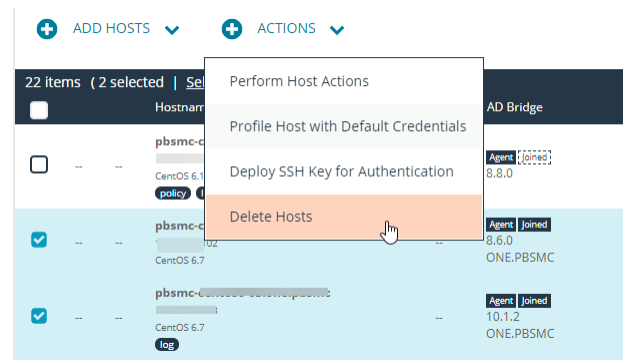 ADD HOSTS
ACTIONS
22 items ( 2 selected | Sel
Hostnam
AD Bridge
Perform Host Actions
Profile Host with Default Credentials
Deploy SSH Key for Authentication
Delete Hosts
pbsmc-c
-- --
CentOS 6.1
policy
Agent Joined
8.8.0
pbsmc-c
-- -- 02 --
CentOS 6.7
Agent Joined
8.6.0
ONE.PBSMC
pbsmc-
-- -- --
CentOS 6.7
log
Agent Joined
10.1.2
ONE.PBSMC